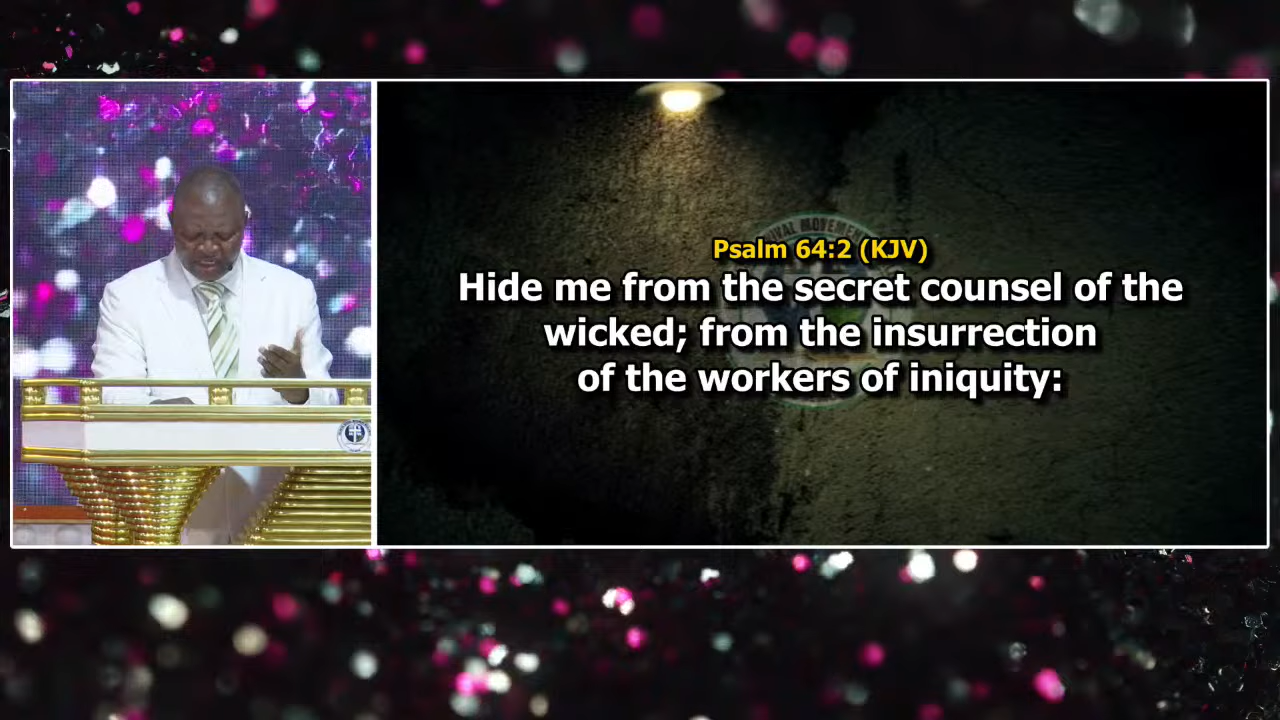 Psalm 64:2 (KJV)
Hide me from the secret counsel of the
wicked; from the insurrection
of the workers of iniquity: